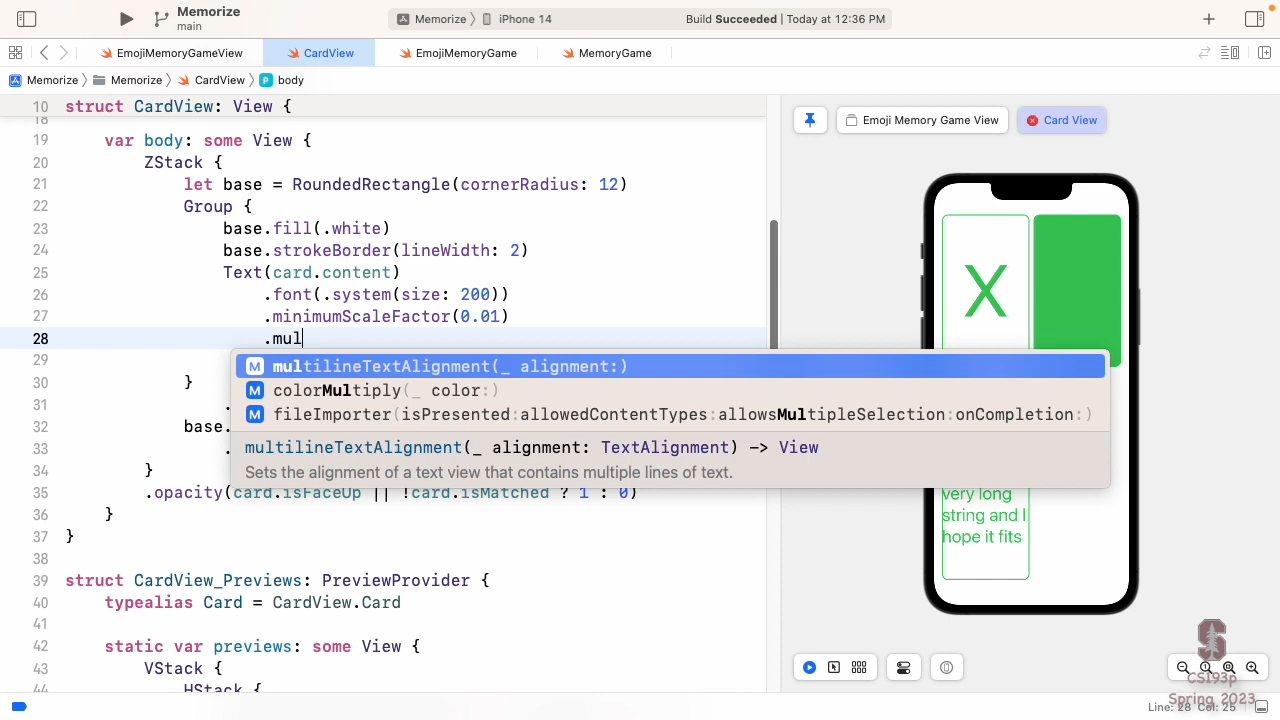 Memorize
main
Memorize 〉 iPhone 14
Build Succeeded | Today at 12:36 PM
EmojiMemoryGameView
CardView
EmojiMemoryGame
MemoryGame
Memorize 〉 Memorize 〉 CardView 〉 P body
10 struct CardView: View {
18
19 var body: some View {
20 ZStack {
21 let base = RoundedRectangle(cornerRadius: 12)
22 Group {
23 base.fill(.white)
24 base.strokeBorder(lineWidth: 2)
25 Text(card.content)
26 .font(.system(size: 200))
27 .minimumScaleFactor(0.01)
28 .mul
M multilineTextAlignment(_ alignment:)
M colorMultiply(_ color:)
M fileImporter(isPresented:allowedContentTypes:allowsMultipleSelection:onCompletion:)
multilineTextAlignment(_ alignment: TextAlignment) -> View
Sets the alignment of a text view that contains multiple lines of text.
29
30 }
31 .
32 base.
33 .
34 }
35 .opacity(card.isFaceUp || !card.isMatched ? 1 : 0)
36 }
37 }
38
39 struct CardView_Previews: PreviewProvider {
40 typealias Card = CardView.Card
41
42 static var previews: some View {
43 VStack {
44 HStack {
Emoji Memory Game View
Card View
X
very long
string and I
hope it fits
CS193p
Spring 2023
Line: 28 Col: 25